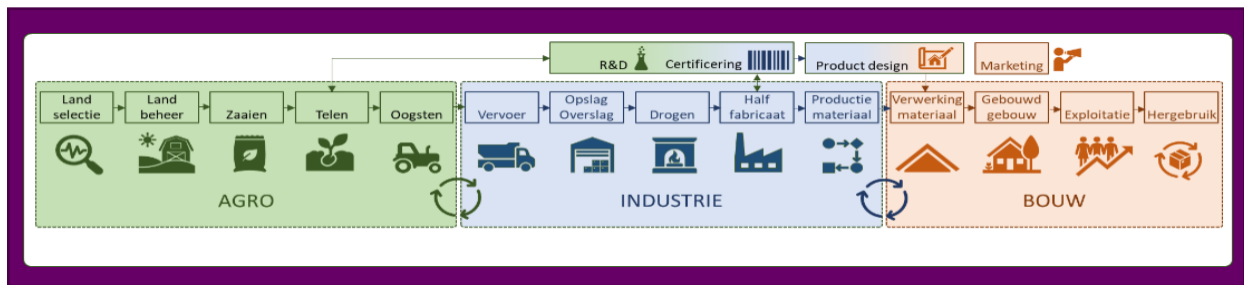 R&D Certificering
Product design
Marketing
Land
selectie
Land
beheer
Zaaien
Telen
Oogsten
Vervoer
Opslag
Overslag
Drogen
Half
fabricaat
Productie
materiaal
Verwerking
materiaal
Gebouwd
gebouw
Exploitatie
Hergebruik
AGRO
INDUSTRIE
BOUW